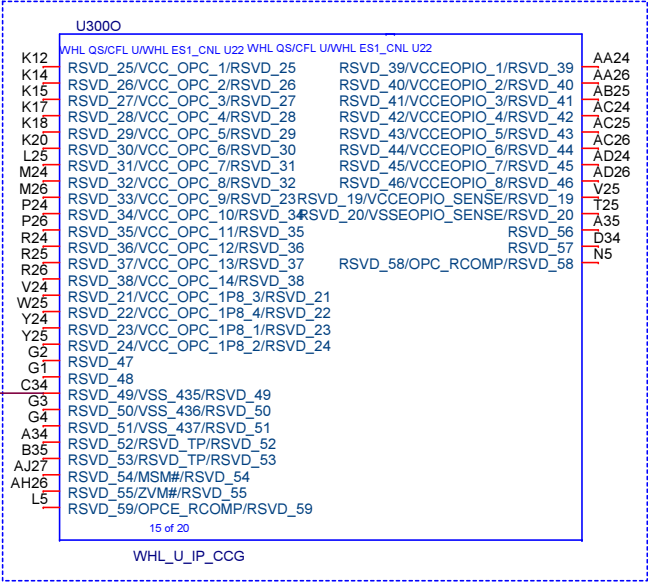 U300O
WHL QS/CFL U/WHL ES1_CNL U22 WHL QS/CFL U/WHL ES1_CNL U22
K12 RSVD_25/VCC_OPC_1/RSVD_25 RSVD_39/VCCEOPIO_1/RSVD_39 AA24
K14 RSVD_26/VCC_OPC_2/RSVD_26 RSVD_40/VCCEOPIO_2/RSVD_40 AA26
K15 RSVD_27/VCC_OPC_3/RSVD_27 RSVD_41/VCCEOPIO_3/RSVD_41 AB25
K17 RSVD_28/VCC_OPC_4/RSVD_28 RSVD_42/VCCEOPIO_4/RSVD_42 AC24
K18 RSVD_29/VCC_OPC_5/RSVD_29 RSVD_43/VCCEOPIO_5/RSVD_43 AC25
K20 RSVD_30/VCC_OPC_6/RSVD_30 RSVD_44/VCCEOPIO_6/RSVD_44 AC26
L25 RSVD_31/VCC_OPC_7/RSVD_31 RSVD_45/VCCEOPIO_7/RSVD_45 AD24
M24 RSVD_32/VCC_OPC_8/RSVD_32 RSVD_46/VCCEOPIO_8/RSVD_46 AD26
M26 RSVD_33/VCC_OPC_9/RSVD_23 RSVD_19/VCCEOPIO_SENSE/RSVD_19 V25
P24 RSVD_34/VCC_OPC_10/RSVD_34 RSVD_20/VSSEOPIO_SENSE/RSVD_20 T25
P26 RSVD_35/VCC_OPC_11/RSVD_35 RSVD_56 A35
R24 RSVD_36/VCC_OPC_12/RSVD_36 RSVD_57 D34
R25 RSVD_37/VCC_OPC_13/RSVD_37 RSVD_58/OPC_RCOMP/RSVD_58 N5
R26 RSVD_38/VCC_OPC_14/RSVD_38
V24 RSVD_21/VCC_OPC_1P8_3/RSVD_21
W25 RSVD_22/VCC_OPC_1P8_4/RSVD_22
Y24 RSVD_23/VCC_OPC_1P8_1/RSVD_23
Y25 RSVD_24/VCC_OPC_1P8_2/RSVD_24
G2 RSVD_47
G1 RSVD_48
C34 RSVD_49/VSS_435/RSVD_49
G3 RSVD_50/VSS_436/RSVD_50
G4 RSVD_51/VSS_437/RSVD_51
A34 RSVD_52/RSVD_TP/RSVD_52
B35 RSVD_53/RSVD_TP/RSVD_53
AJ27 RSVD_54/MSM#/RSVD_54
AH26 RSVD_55/ZVM#/RSVD_55
L5 RSVD_59/OPCE_RCOMP/RSVD_59
15 of 20
WHL_U_IP_CCG